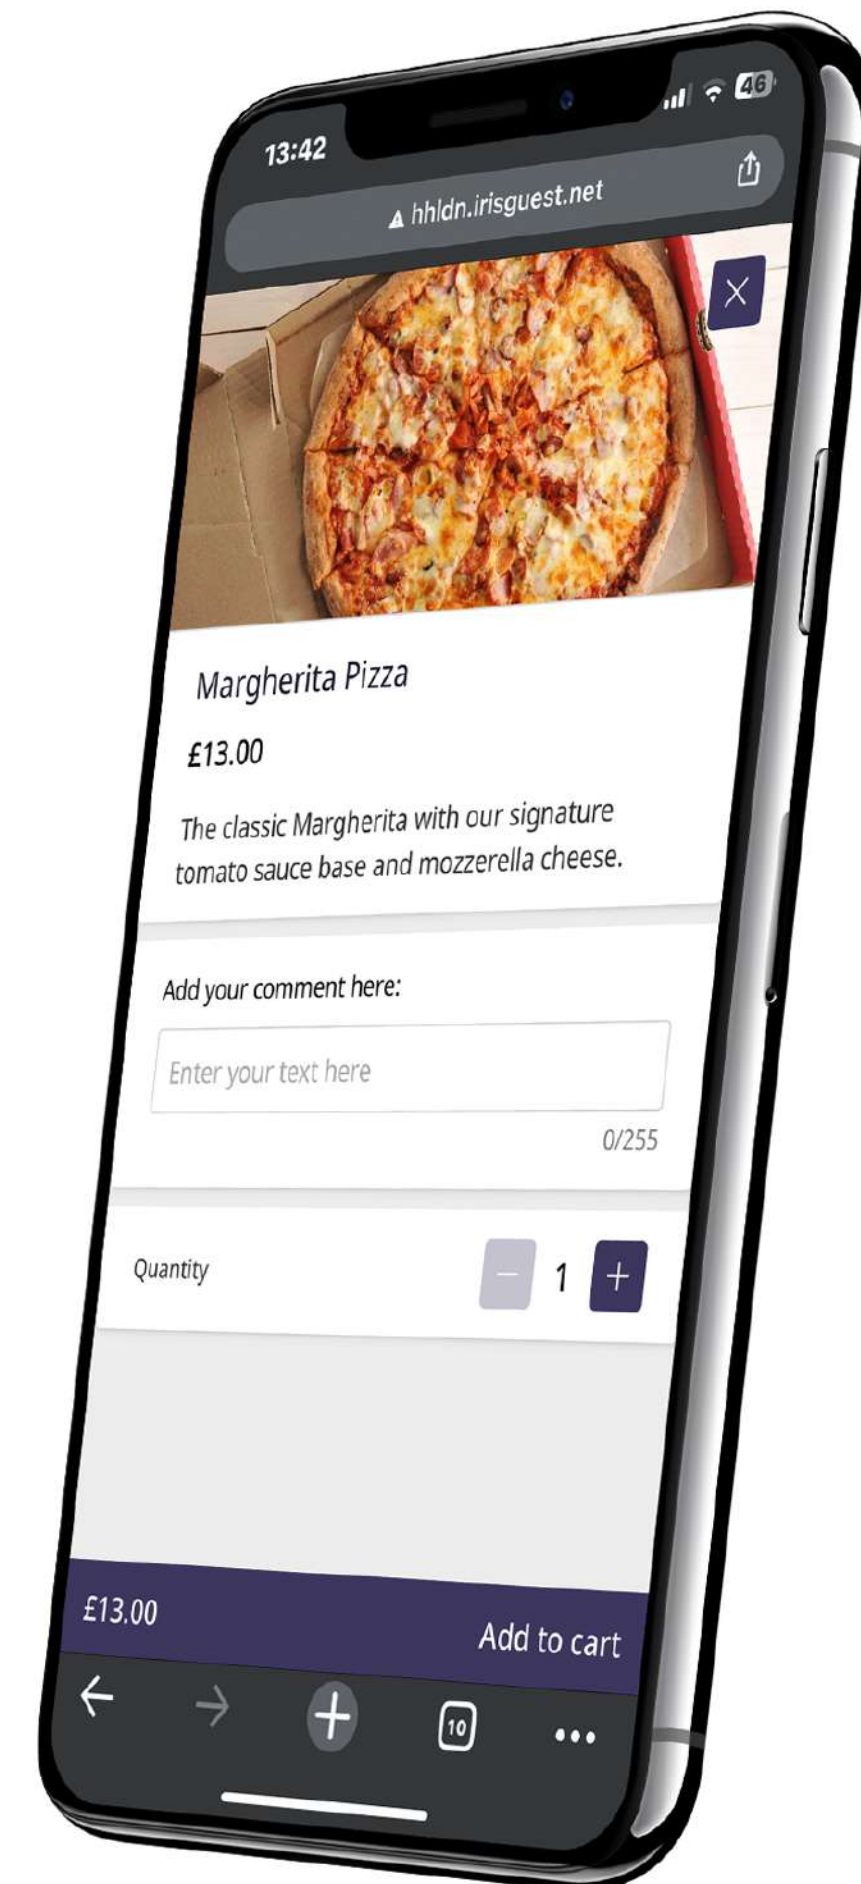 13:42
46
hhldn.irisguest.net
Margherita Pizza
£13.00
The classic Margherita with our signature
tomato sauce base and mozzerella cheese.
Add your comment here:
Enter your text here
0/255
Quantity
1
£13.00
Add to cart
10